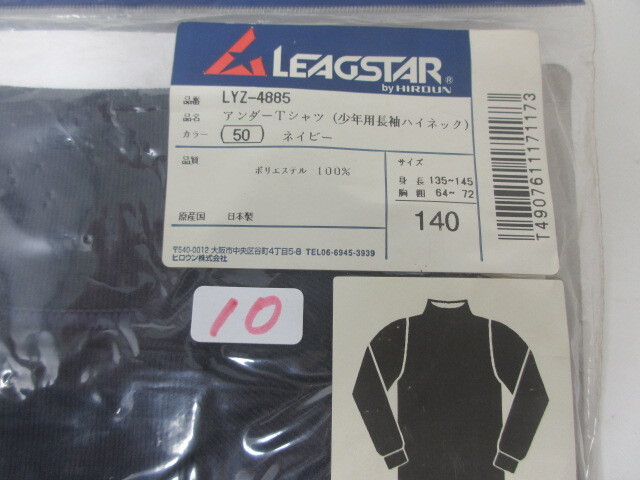 LEAGSTAR®
by HIROUN
品番 LYZ-4885
品名 アンダーTシャツ(少年用長袖ハイネック)
カラー 50 ネイビー
品質
ポリエステル 100%
サイズ
身長 135~145
胸囲 64~72
140
原産国 日本製
〒540-0012 大阪市中央区谷町4丁目5-8 TEL06-6945-3939
ヒロウン株式会社
T4907611171173
10